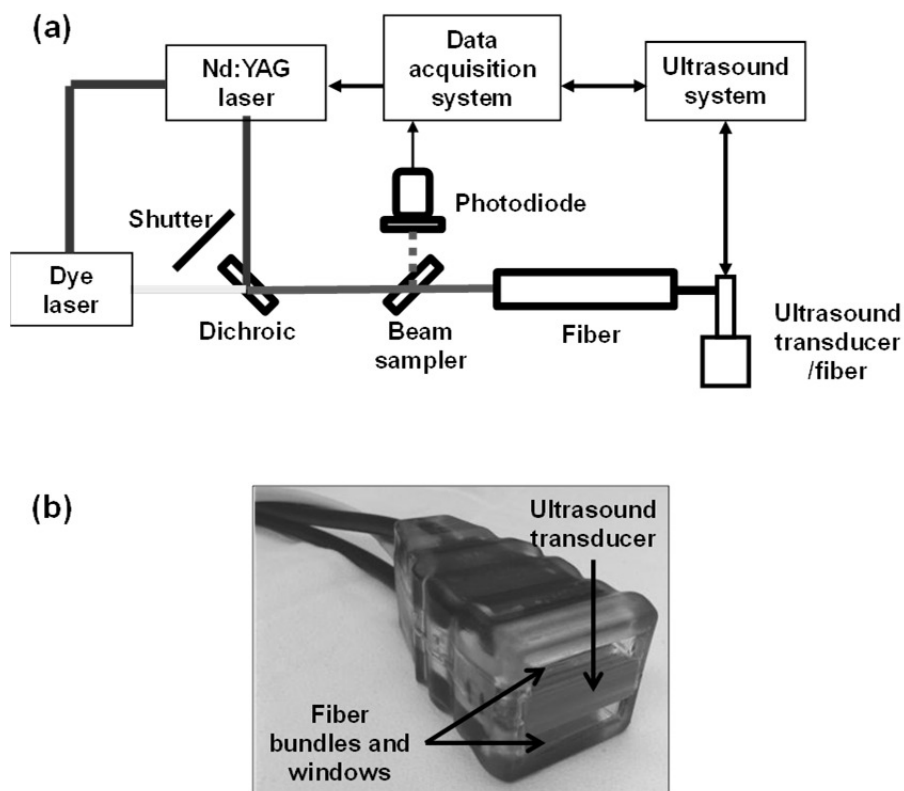 (a)
Nd:YAG
laser
Data
acquisition
system
Ultrasound
system
Photodiode
Shutter
Dye
laser
Dichroic
Beam
sampler
Fiber
Ultrasound
transducer
/fiber
(b)
Ultrasound
transducer
Fiber
bundles and
windows